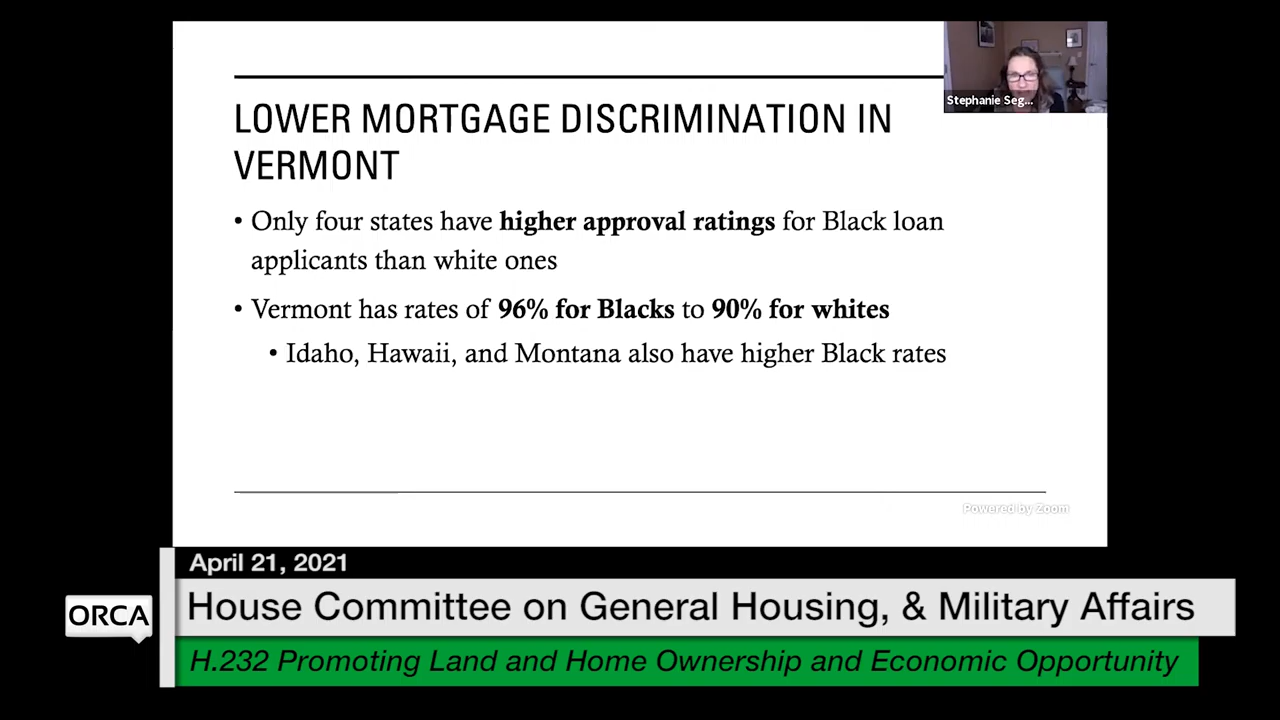 LOWER MORTGAGE DISCRIMINATION IN
VERMONT
• Only four states have higher approval ratings for Black loan
applicants than white ones
• Vermont has rates of 96% for Blacks to 90% for whites
• Idaho, Hawaii, and Montana also have higher Black rates
Stephanie Seg...
Powered by Zoom
April 21, 2021
ORCA
House Committee on General Housing, & Military Affairs
H.232 Promoting Land and Home Ownership and Economic Opportunity